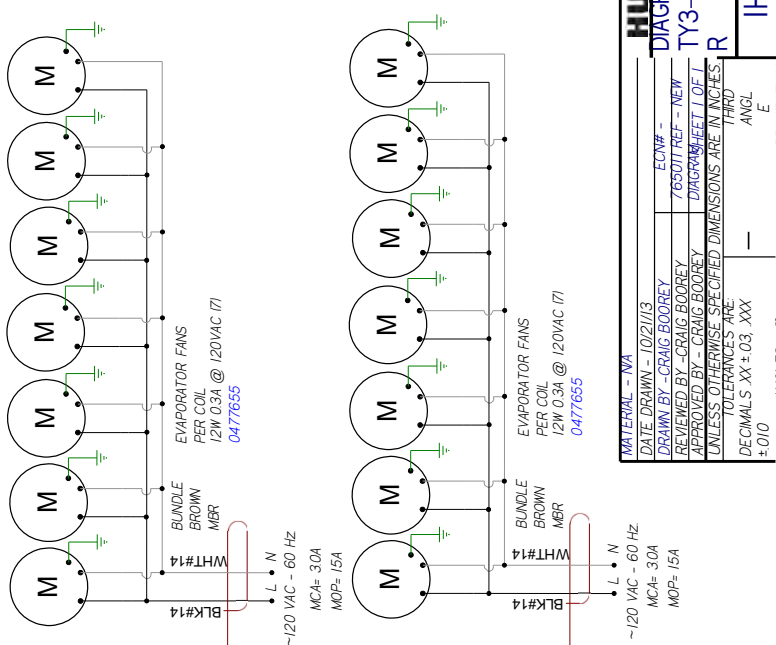 M
M
M
M
M
M
M
EVAPORATOR FANS
PER COIL
12W 0.3A @ 120VAC (7)
0477655
BUNDLE
BROWN
MBR
WHT#14
BLK#14
L N
~120 VAC - 60 HZ
MCA= 3.0A
MOP= 15A
M
M
M
M
M
M
M
EVAPORATOR FANS
PER COIL
12W 0.3A @ 120VAC (7)
0477655
BUNDLE
BROWN
MBR
WHT#14
BLK#14
L N
~120 VAC - 60 HZ
MCA= 3.0A
MOP= 15A
MATERIAL - N/A
DATE DRAWN - 10/21/13
DRAWN BY -CRAIG BOOREY
ECN# -
REVIEWED BY -CRAIG BOOREY
765011 REF - NEW
DIAGRAM
APPROVED BY - CRAIG BOOREY
SHEET 1 OF 1
UNLESS OTHERWISE SPECIFIED DIMENSIONS ARE IN INCHES.
TOLERANCES ARE:
DECIMALS .XX ±.03, .XXX
±.010
THIRD
ANGL
E
HU
DIAGR
TY3-
R
IH